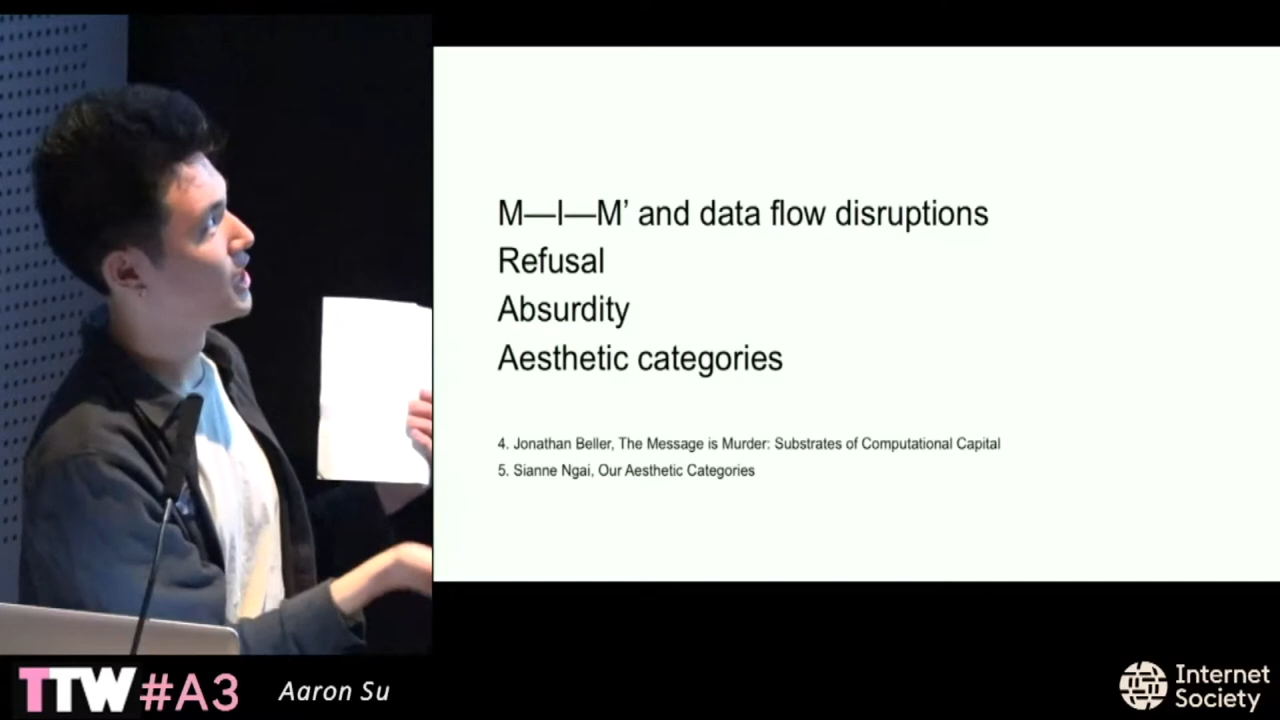 M—I—M’ and data flow disruptions
Refusal
Absurdity
Aesthetic categories
4. Jonathan Beller, The Message is Murder: Substrates of Computational Capital
5. Sianne Ngai, Our Aesthetic Categories
TTW #A3
Aaron Su
Internet
Society